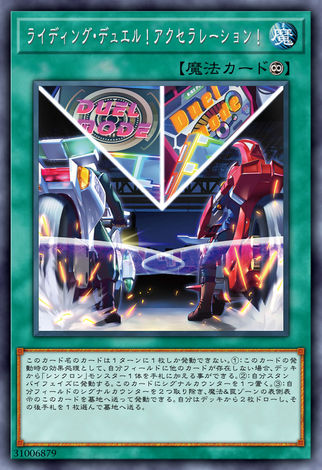 ライディング・デュエル！アクセラレーション！
魔
【魔法カード】
DUEL
MODE
Duel
Mode
このカード名のカードは１ターンに１枚しか発動できない。①：このカードの発
動時の効果処理として、自分フィールドに他のカードが存在しない場合、デッキ
から「シンクロン」モンスター１体を手札に加える事ができる。②：自分スタン
バイフェイズに発動する。このカードにシグナルカウンターを１つ置く。③：自
分フィールドのシグナルカウンターを２つ取り除き、魔法&罠ゾーンの表側表
示のこのカードを墓地へ送って発動できる。自分はデッキから２枚ドローし、そ
の後手札を１枚選んで墓地へ送る。
31006879